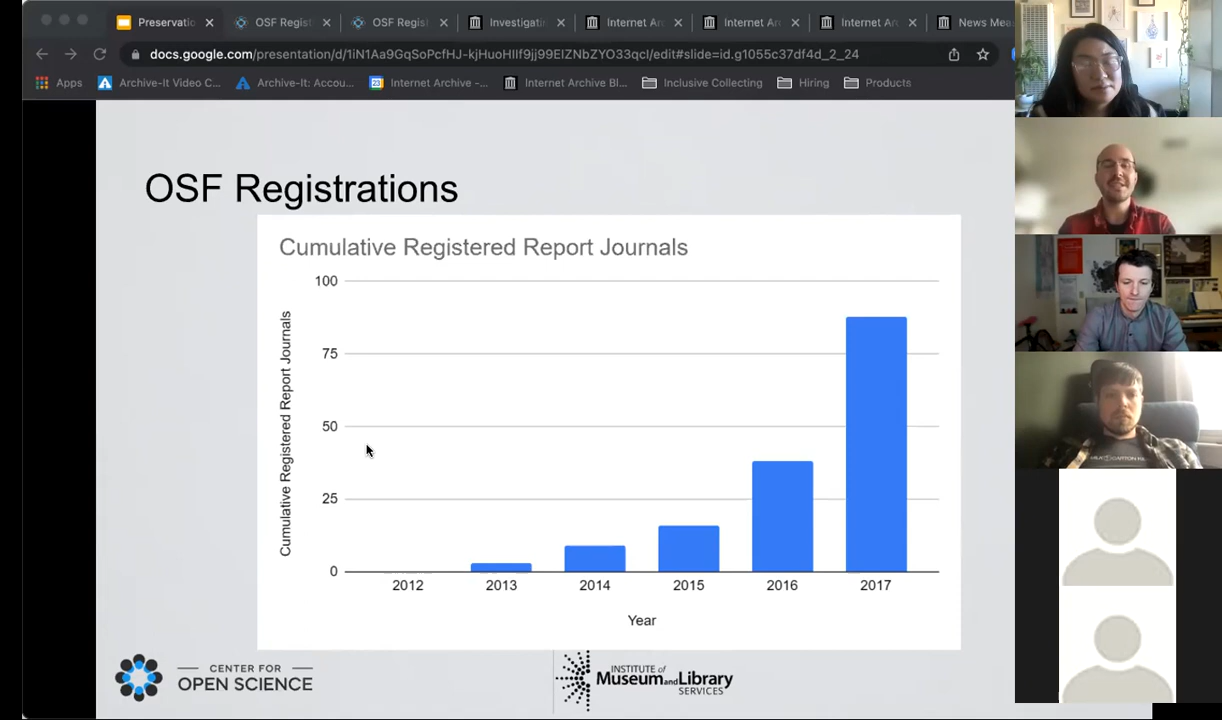 Preservatio
OSF Regist
OSF Regis
Investigatin
Internet Ar
Internet Ar
Internet Ar
News Mea
docs.google.com/presentation/d/1iN1Aa9GqSoPcfHJ-kjHuoHIlf9jj99EIZNbZYO33qcI/edit#slide=id.g1055c37df4d_2_24
Apps
Archive-It Video C...
Archive-It: Accou...
Internet Archive -...
Internet Archive Bl...
Inclusive Collecting
Hiring
Products
OSF Registrations
Cumulative Registered Report Journals
Cumulative Registered Report Journals
100
75
50
25
0
2012
2013
2014
2015
2016
2017
Year
CENTER FOR
OPEN SCIENCE
INSTITUTE of
Museum and Library
SERVICES